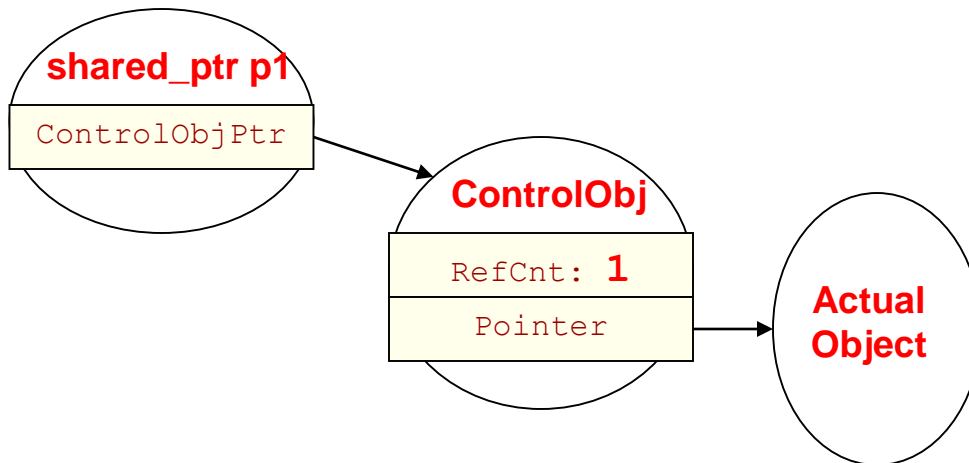 shared_ptr p1
ControlObjPtr
ControlObj
RefCnt: 1
Pointer
Actual
Object